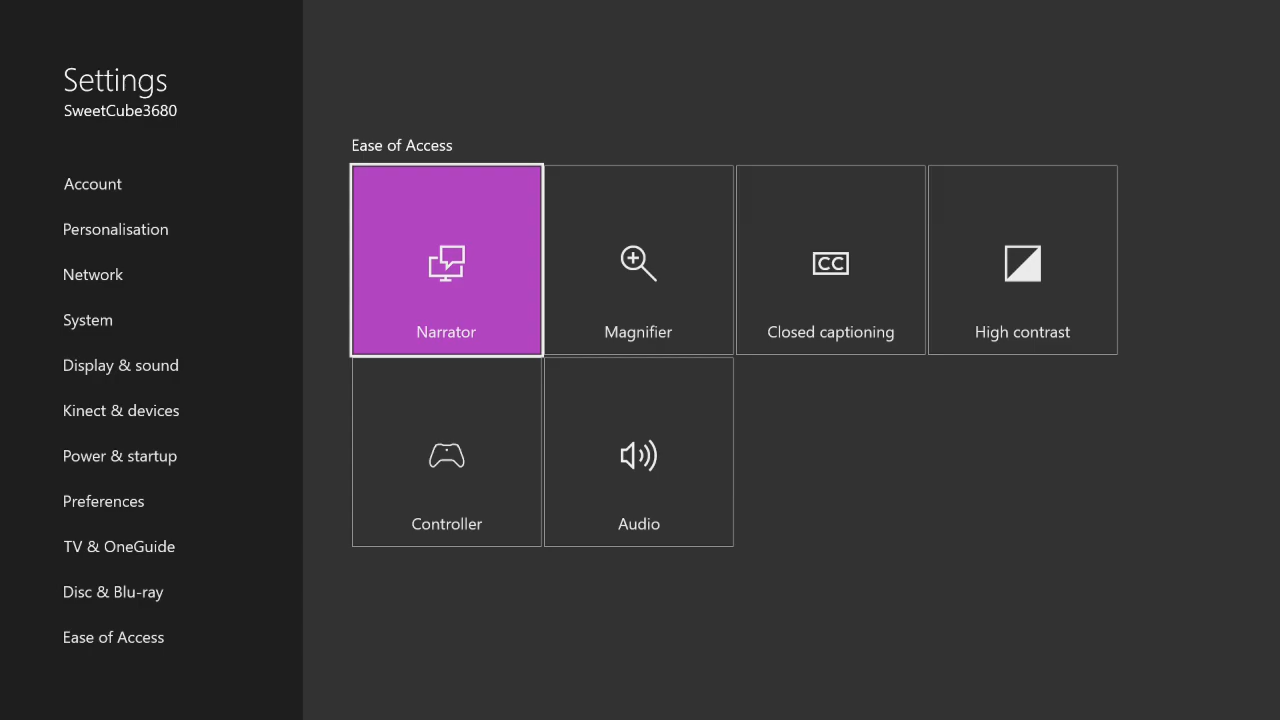 Settings
SweetCube3680
Account
Personalisation
Network
System
Display & sound
Kinect & devices
Power & startup
Preferences
TV & OneGuide
Disc & Blu-ray
Ease of Access
Ease of Access
Narrator
Magnifier
CC
Closed captioning
High contrast
Controller
Audio